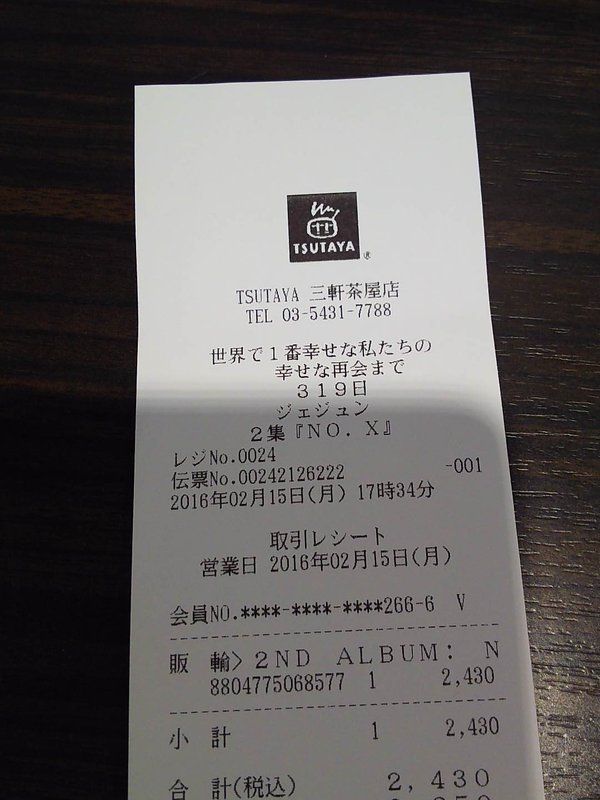 TSUTAYA
®
TSUTAYA 三軒茶屋店
TEL 03-5431-7788
世界で１番幸せな私たちの
幸せな再会まで
３１９日
ジェジュン
２集『ＮＯ．Ｘ』
レジNo.0024
伝票No.00242126222 -001
2016年02月15日(月) 17時34分
取引レシート
営業日 2016年02月15日(月)
会員NO.****-****-****266-6 V
販 輸>２ＮＤ ＡＬＢＵＭ： Ｎ
8804775068577 1 2,430
小 計 1 2,430
合 計(税込) ２，４３０